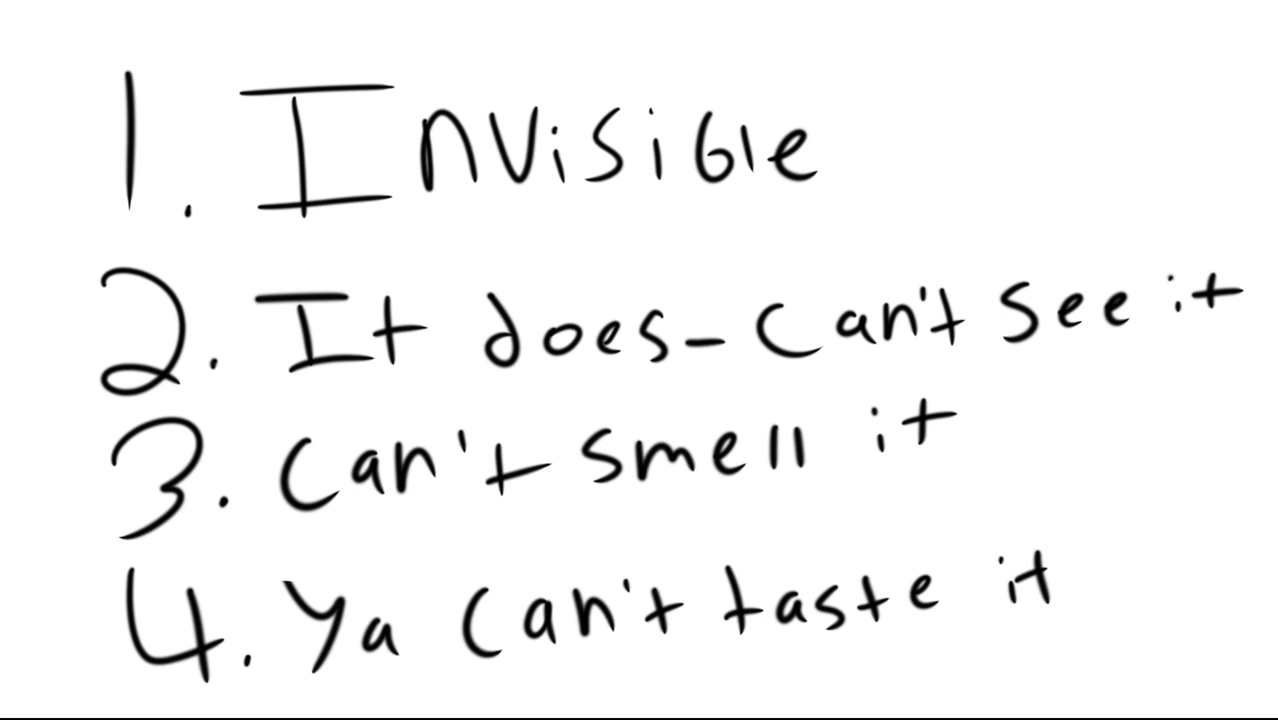 1. Invisible
2. It does - can't see it
3. can't smell it
4. Ya can't taste it